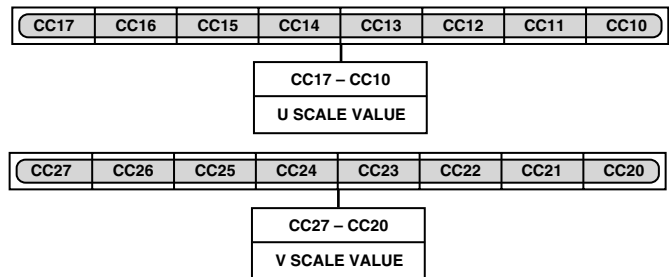 CC17 CC16 CC15 CC14 CC13 CC12 CC11 CC10
CC17 – CC10
U SCALE VALUE
CC27 CC26 CC25 CC24 CC23 CC22 CC21 CC20
CC27 – CC20
V SCALE VALUE